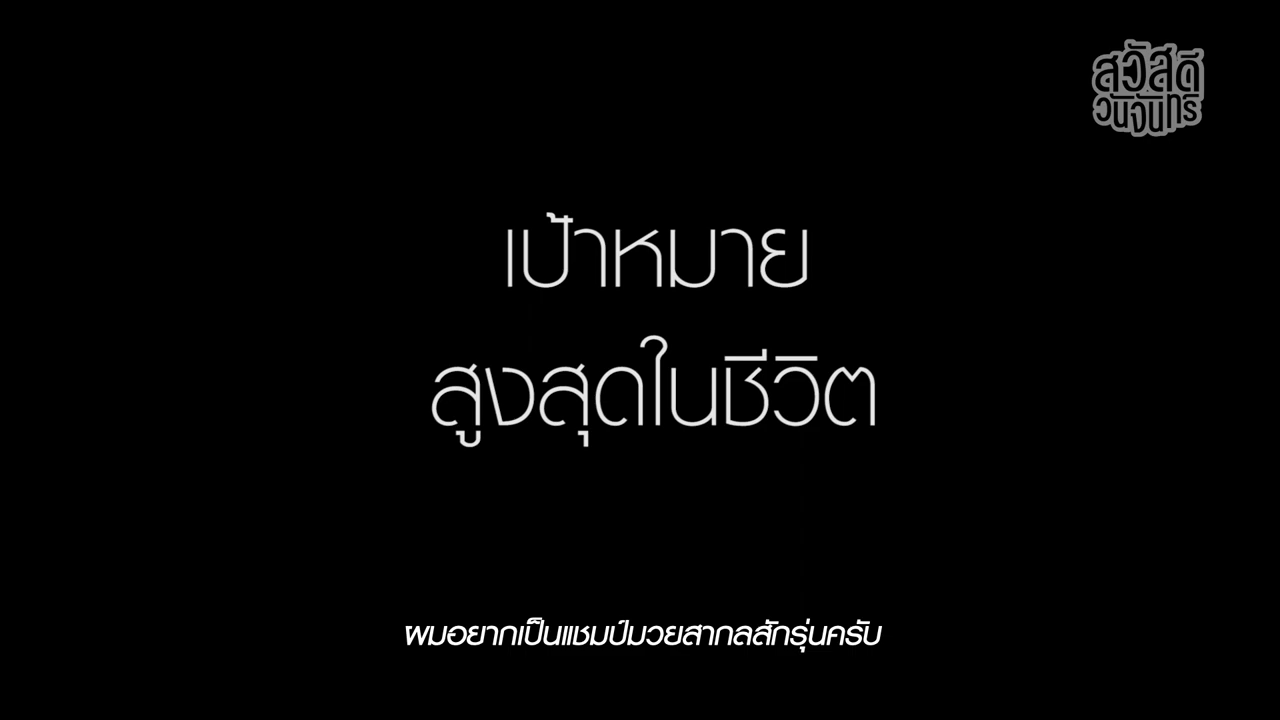 สวัสดี
วันจันทร์
เป้าหมาย
สูงสุดในชีวิต
ผมอยากเป็นแชมป์มวยสากลสักรุ่นครับ